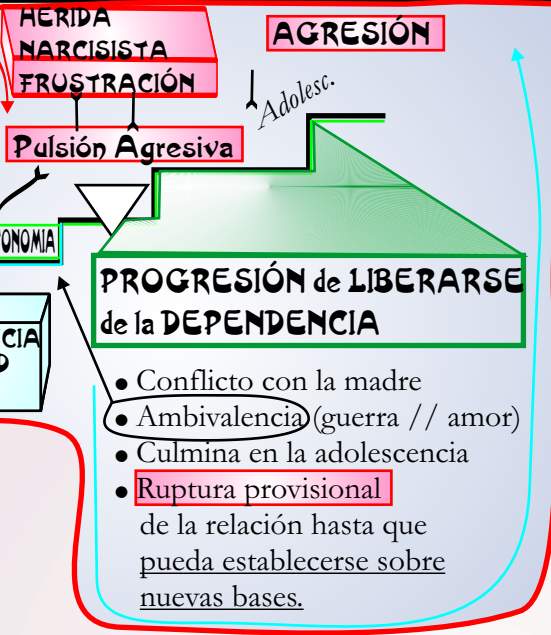 HERIDA
NARCISISTA
FRUSTRACIÓN
AGRESIÓN
Adolesc.
Pulsión Agresiva
ONOMIA
PROGRESIÓN de LIBERARSE
de la DEPENDENCIA
CIA
D
• Conflicto con la madre
• Ambivalencia (guerra // amor)
• Culmina en la adolescencia
• Ruptura provisional
de la relación hasta que
pueda establecerse sobre
nuevas bases.